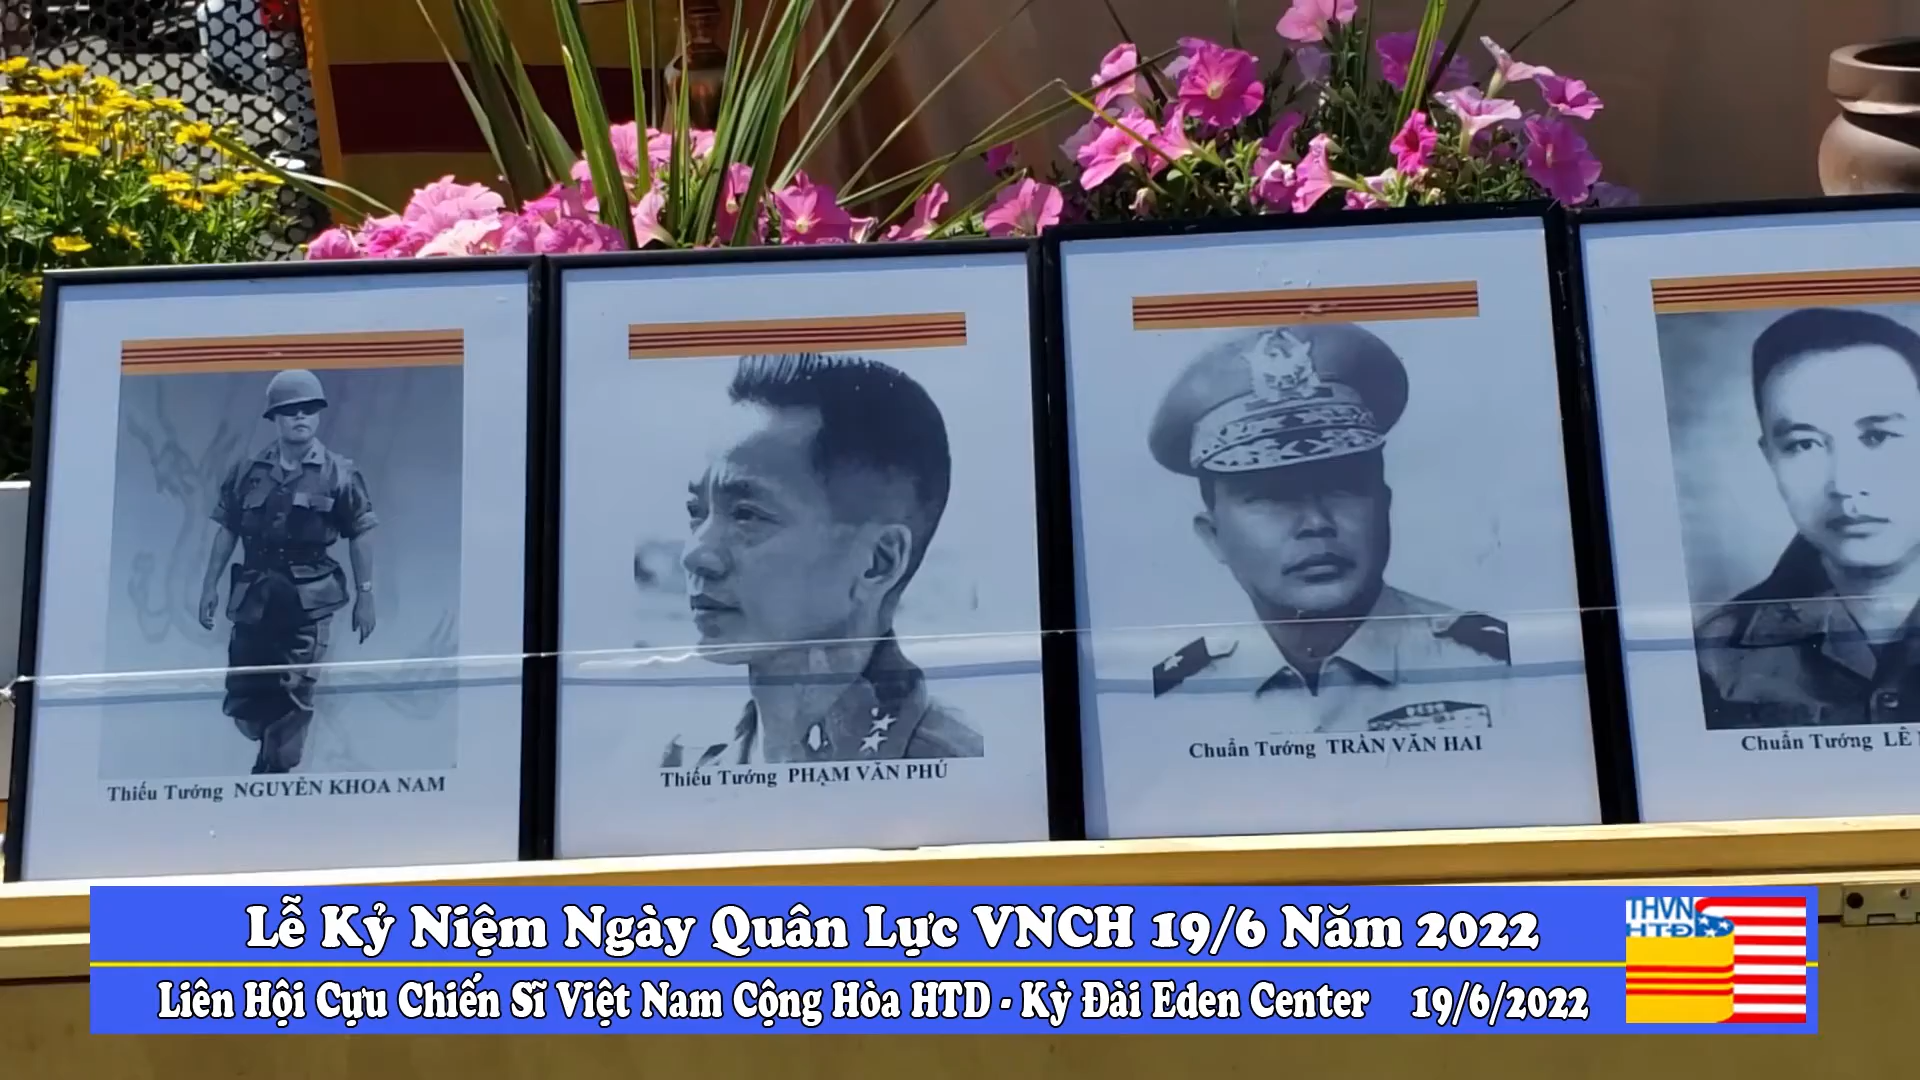 Thiếu Tướng NGUYỄN KHOA NAM
Thiếu Tướng PHẠM VĂN PHÚ
Chuẩn Tướng TRẦN VĂN HAI
Chuẩn Tướng LÊ
Lễ Kỷ Niệm Ngày Quân Lực VNCH 19/6 Năm 2022
Liên Hội Cựu Chiến Sĩ Việt Nam Cộng Hòa HTD - Kỳ Đài Eden Center 19/6/2022
THVN
HTĐ